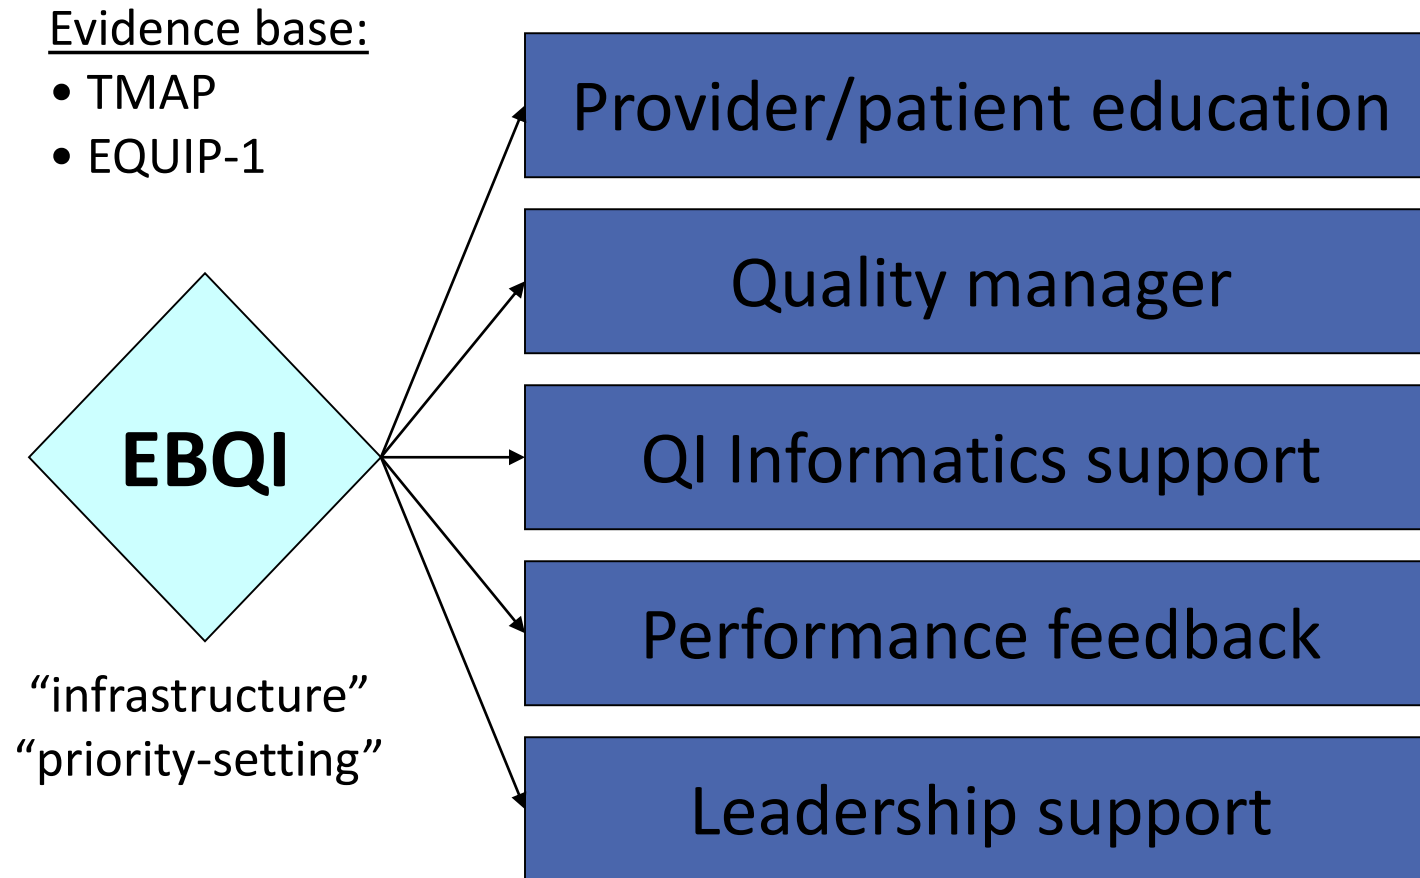 Evidence base:
• TMAP
• EQUIP-1
EBQI
“infrastructure”
“priority-setting”
Provider/patient education
Quality manager
QI Informatics support
Performance feedback
Leadership support